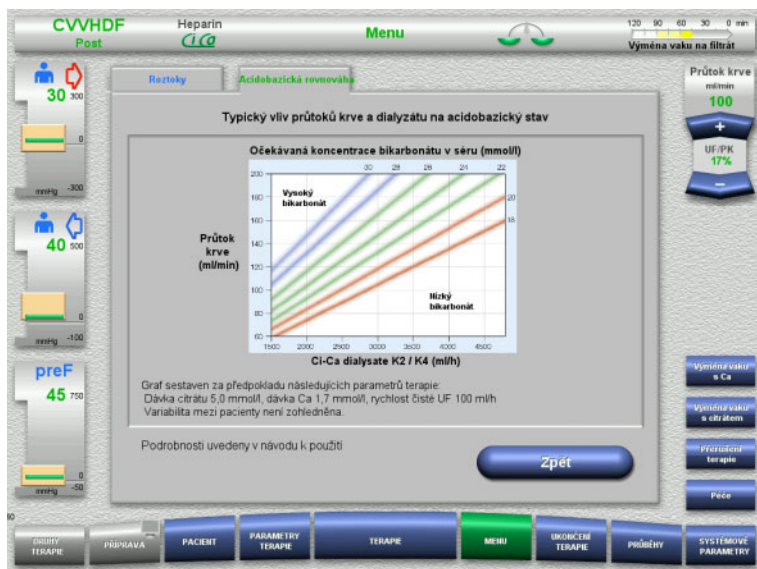 CVVHDF
Post
Heparin
Ci Ca
Menu
120 90 60 30 0 min
Výměna vaku na filtrát
30
300
0
mmHg -300
40
500
0
mmHg -100
preF
45
750
0
mmHg -50
Roztoky
Acidobazická rovnováha
Typický vliv průtoků krve a dialyzátu na acidobazický stav
Očekávaná koncentrace bikarbonátu v séru (mmol/l)
30 28 26 24 22
200
180
160
140
120
100
80
60
20
18
Vysoký
bikarbonát
Nízký
bikarbonát
Průtok
krve
(ml/min)
1500 2000 2500 3000 3500 4000 4500
Ci-Ca dialysate K2 / K4 (ml/h)
Graf sestaven za předpokladu následujících parametrů terapie:
Dávka citrátu 5,0 mmol/l, dávka Ca 1,7 mmol/l, rychlost čisté UF 100 ml/h
Variabilita mezi pacienty není zohledněna.
Podrobnosti uvedeny v návodu k použití
Zpět
Průtok krve
ml/min
100
+
UF/PK
17%
−
Výměna vaku
s Ca
Výměna vaku
s citrátem
Přerušení
terapie
Péče
DRUHY
TERAPIE
PŘÍPRAVA
PACIENT
PARAMETRY
TERAPIE
TERAPIE
MENU
UKONČENÍ
TERAPIE
PRŮBĚHY
SYSTÉMOVÉ
PARAMETRY